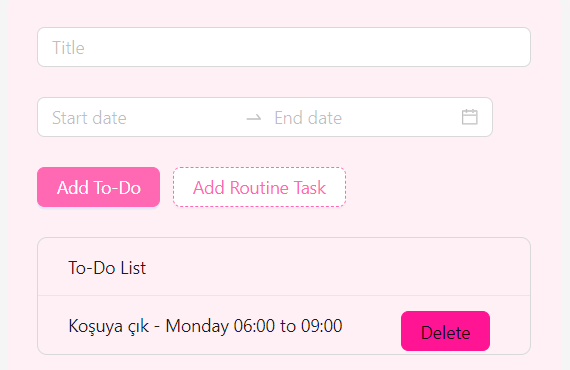 Title
Start date End date
Add To-Do Add Routine Task
To-Do List
Koşuya çık - Monday 06:00 to 09:00 Delete